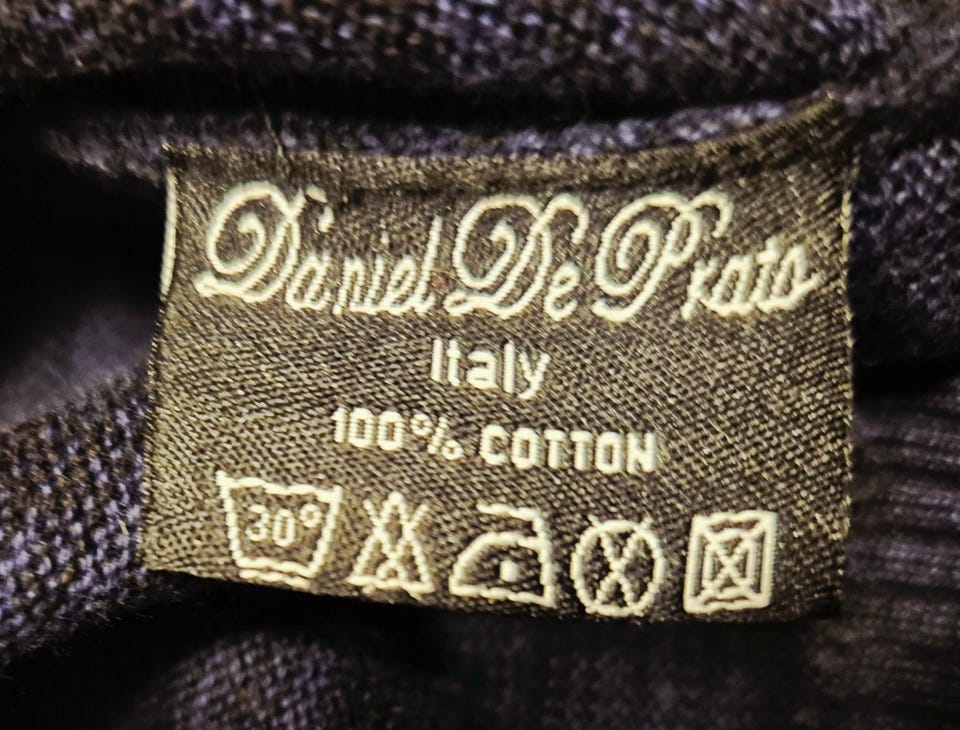 Daniel De Prato
Italy
100% COTTON
30°